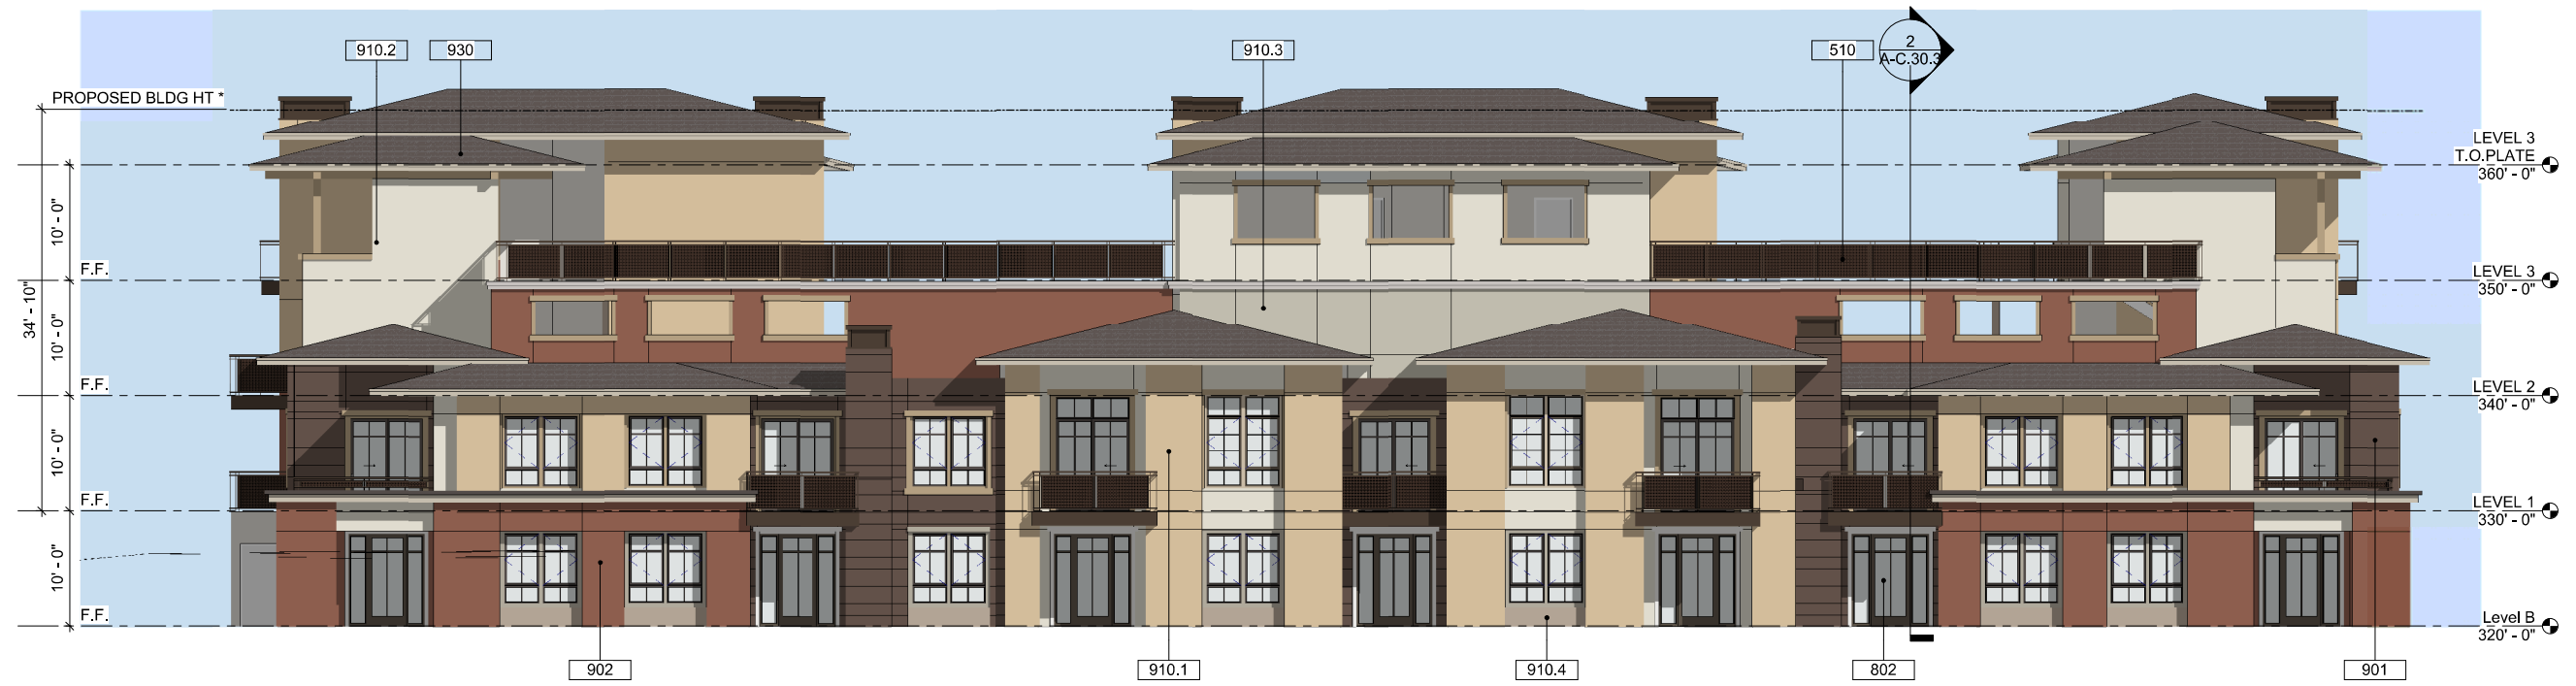 910.2
930
910.3
510
2
A-C.30.3
PROPOSED BLDG HT *
LEVEL 3
T.O.PLATE
360' - 0"
10' - 0"
F.F.
LEVEL 3
350' - 0"
34' - 10"
10' - 0"
F.F.
LEVEL 2
340' - 0"
10' - 0"
F.F.
LEVEL 1
330' - 0"
10' - 0"
F.F.
Level B
320' - 0"
902
910.1
910.4
802
901